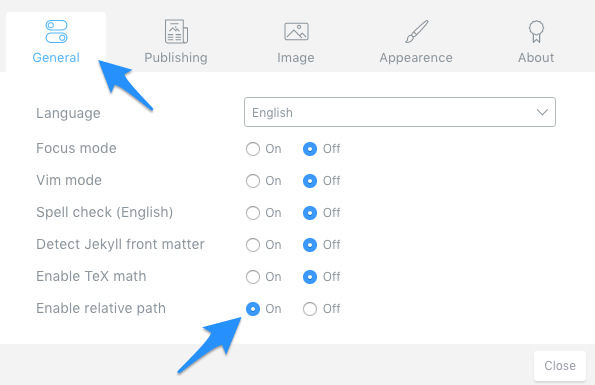 General Publishing Image Appearence About
Language English
Focus mode On Off
Vim mode On Off
Spell check (English) On Off
Detect Jekyll front matter On Off
Enable TeX math On Off
Enable relative path On Off
Close